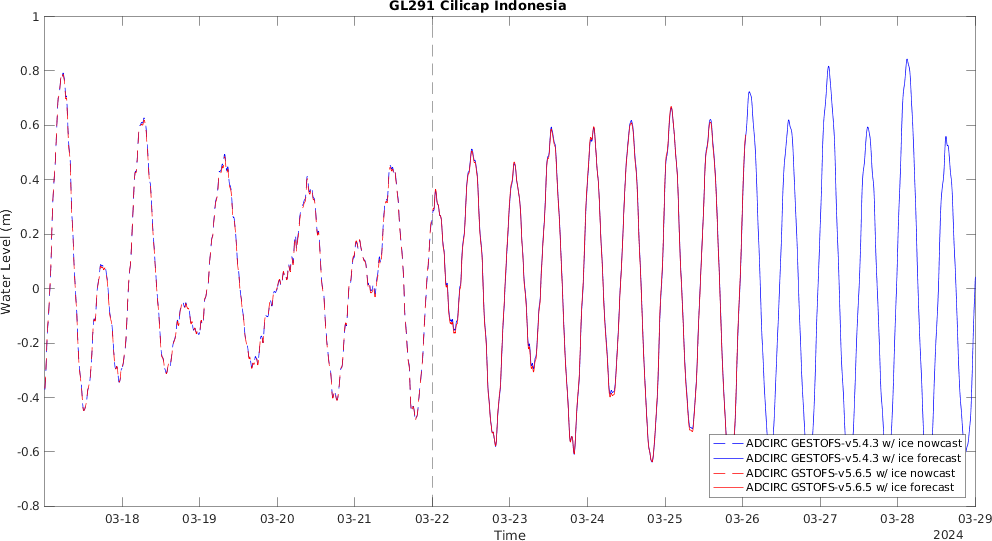 GL291 Cilicap Indonesia
1
0.8
0.6
0.4
0.2
0
-0.2
-0.4
-0.6
-0.8
Water Level (m)
ADCIRC GESTOFS-v5.4.3 w/ ice nowcast
ADCIRC GESTOFS-v5.4.3 w/ ice forecast
ADCIRC GSTOFS-v5.6.5 w/ ice nowcast
ADCIRC GSTOFS-v5.6.5 w/ ice forecast
03-18 03-19 03-20 03-21 03-22 03-23 03-24 03-25 03-26 03-27 03-28 03-29
Time
2024